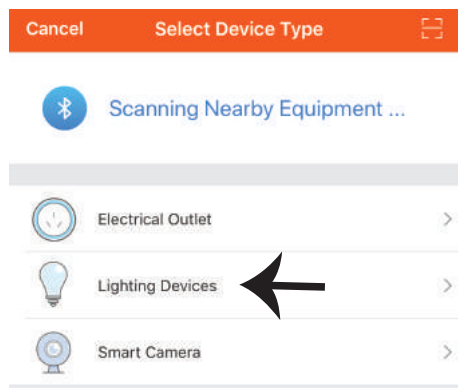 Cancel Select Device Type
Scanning Nearby Equipment ...
Electrical Outlet
Lighting Devices
Smart Camera